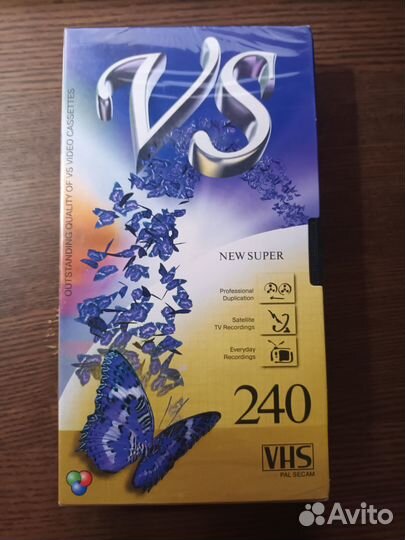 VS
OUTSTANDING QUALITY OF VS VIDEO CASSETTES
NEW SUPER
Professional
Duplication
Satellite
TV Recordings
Everyday
Recordings
240
VHS
PAL SECAM
Avito